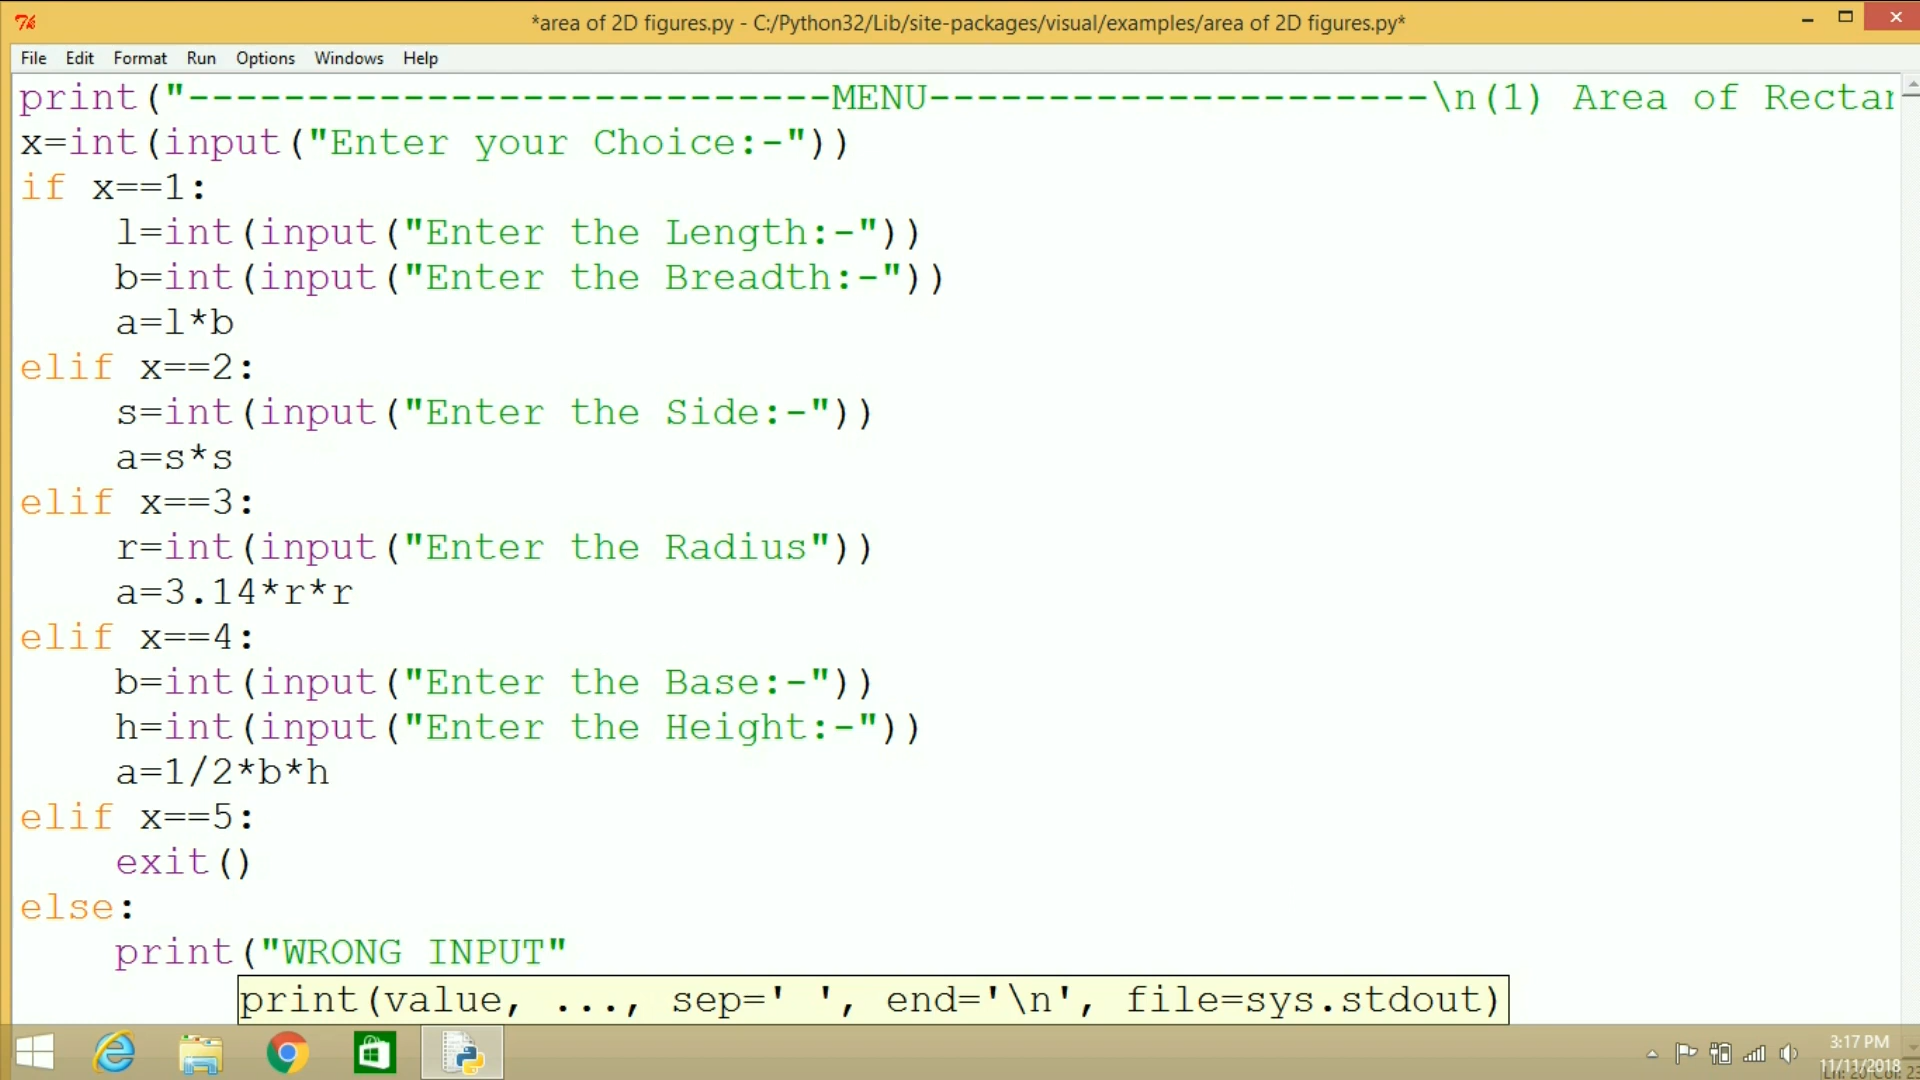 *area of 2D figures.py - C:/Python32/Lib/site-packages/visual/examples/area of 2D figures.py*
File Edit Format Run Options Windows Help
print("---------------------------MENU---------------------\n(1) Area of Rectan
x=int(input("Enter your Choice:-"))
if x==1:
    l=int(input("Enter the Length:-"))
    b=int(input("Enter the Breadth:-"))
    a=l*b
elif x==2:
    s=int(input("Enter the Side:-"))
    a=s*s
elif x==3:
    r=int(input("Enter the Radius"))
    a=3.14*r*r
elif x==4:
    b=int(input("Enter the Base:-"))
    h=int(input("Enter the Height:-"))
    a=1/2*b*h
elif x==5:
    exit()
else:
    print("WRONG INPUT"
print(value, ..., sep=' ', end='\n', file=sys.stdout)
3:17 PM
11/11/2018